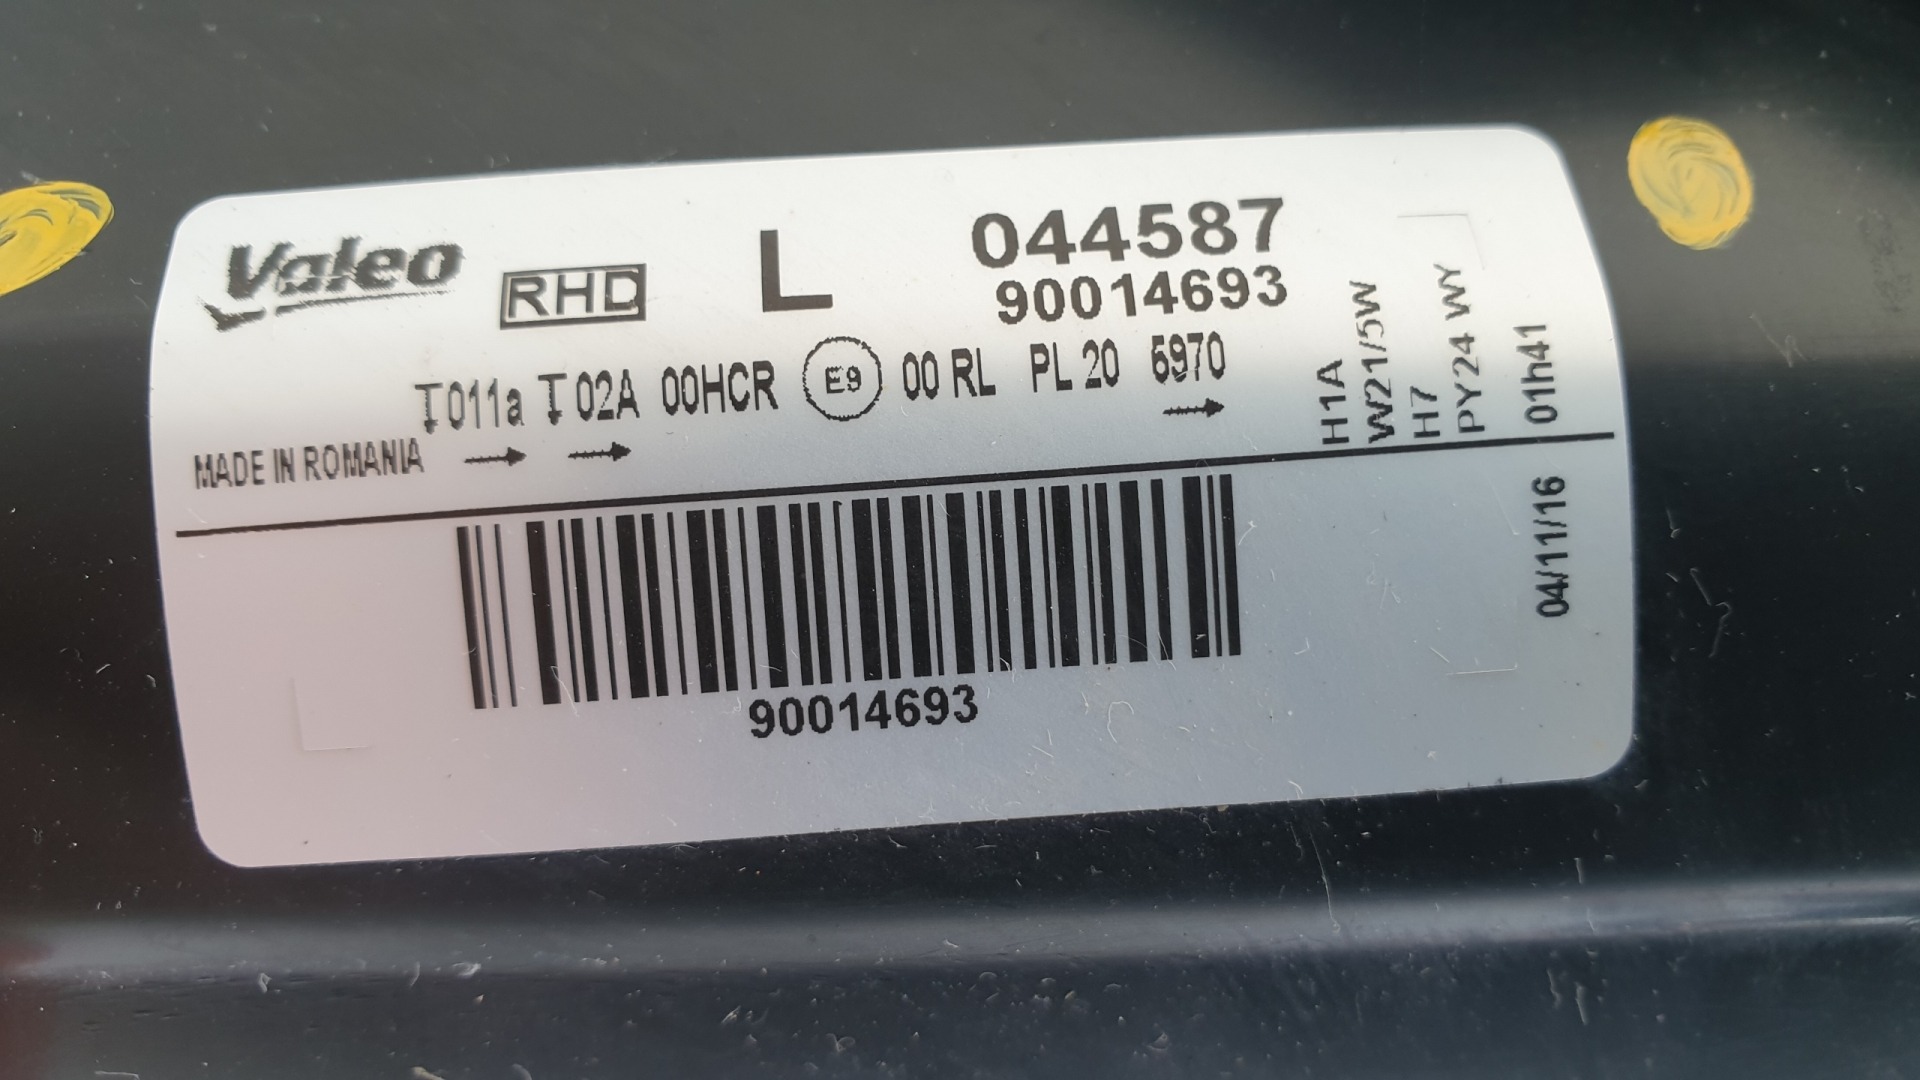 Valeo RHD L 044587
90014693
T011a T02A 00HCR E9 00 RL PL 20 5970
MADE IN ROMANIA
H1A
W21/5W
H7
PY24 WY
01h41
04/11/16
90014693